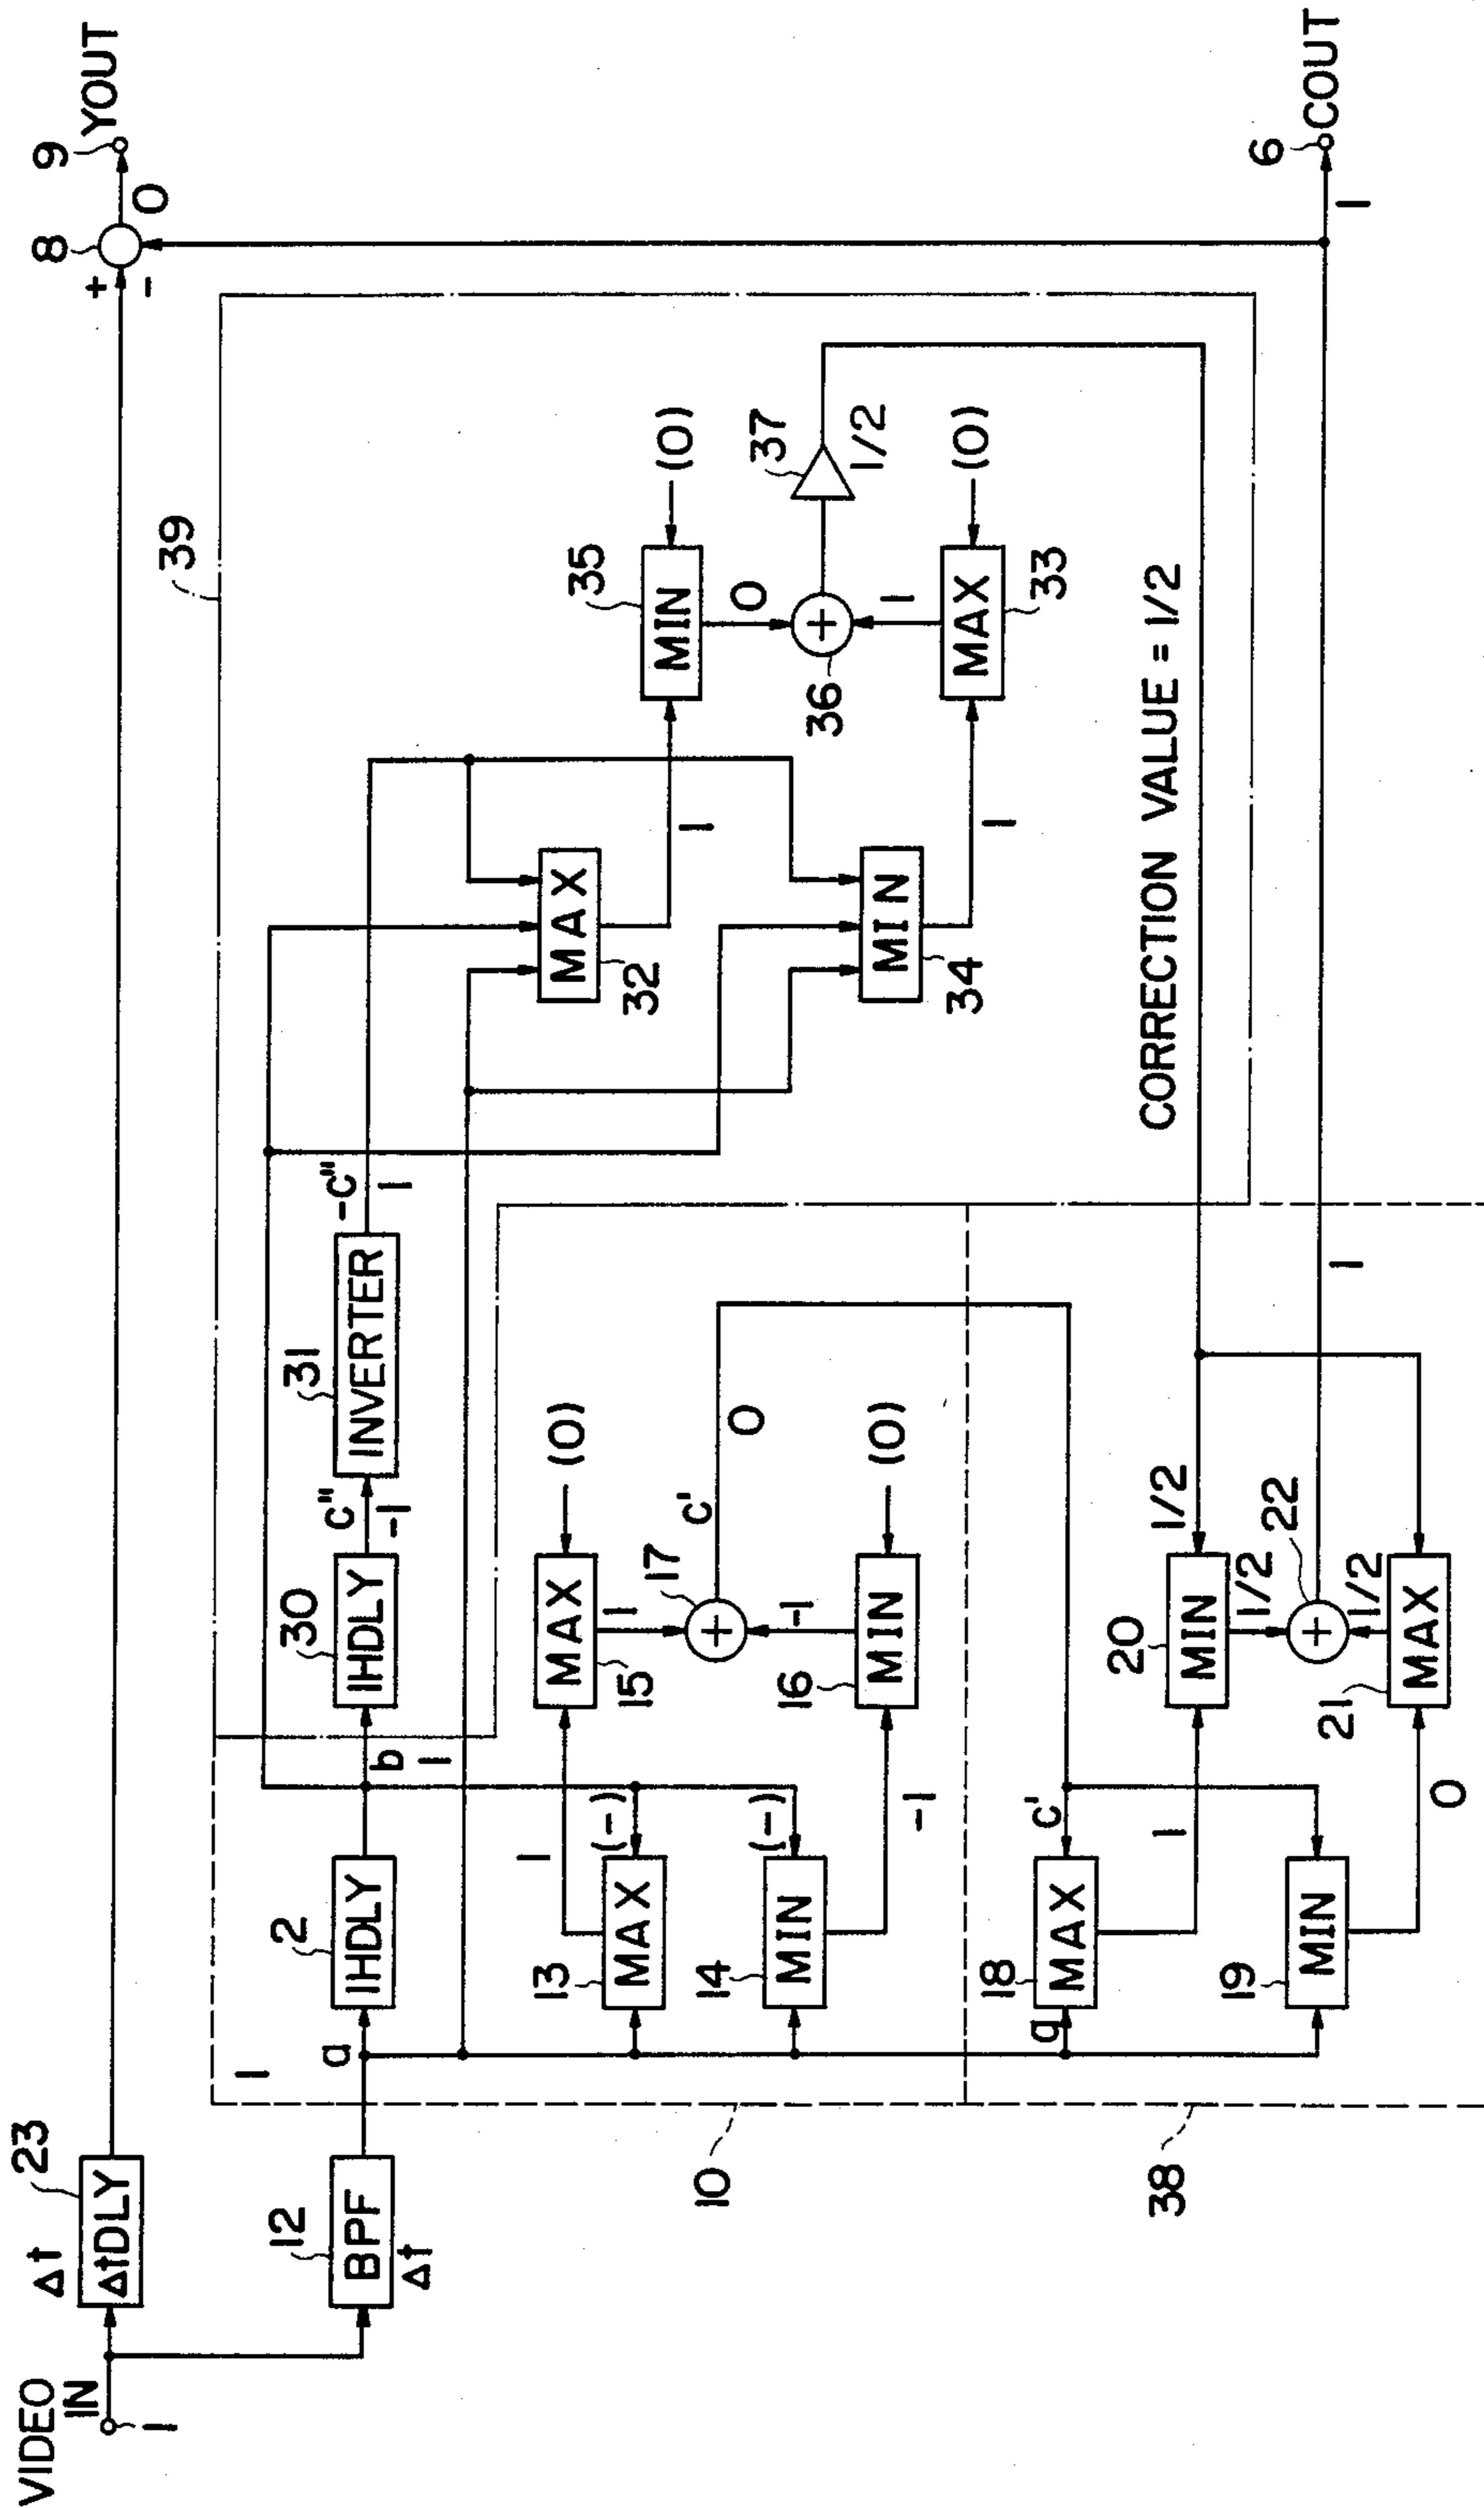 VIDEO
IN
1
Δt
23
ΔtDLY
12
BPF
Δt
8
+
-
0
9
YOUT
39
1
a
2
1HDLY
b
1
30
1HDLY
c"
-1
31
INVERTER
-c"
1
32
MAX
1
35
MIN
(0)
0
36
+
37
1/2
34
MIN
1
33
MAX
(0)
1
CORRECTION VALUE = 1/2
10
13
MAX
(-)
1
15
MAX
(0)
1
17
+
c'
0
14
MIN
(-)
-1
16
MIN
(0)
-1
38
18
a
MAX
c'
1
20
MIN
1/2
1/2
22
+
1
19
MIN
0
21
MAX
1/2
6
COUT
1